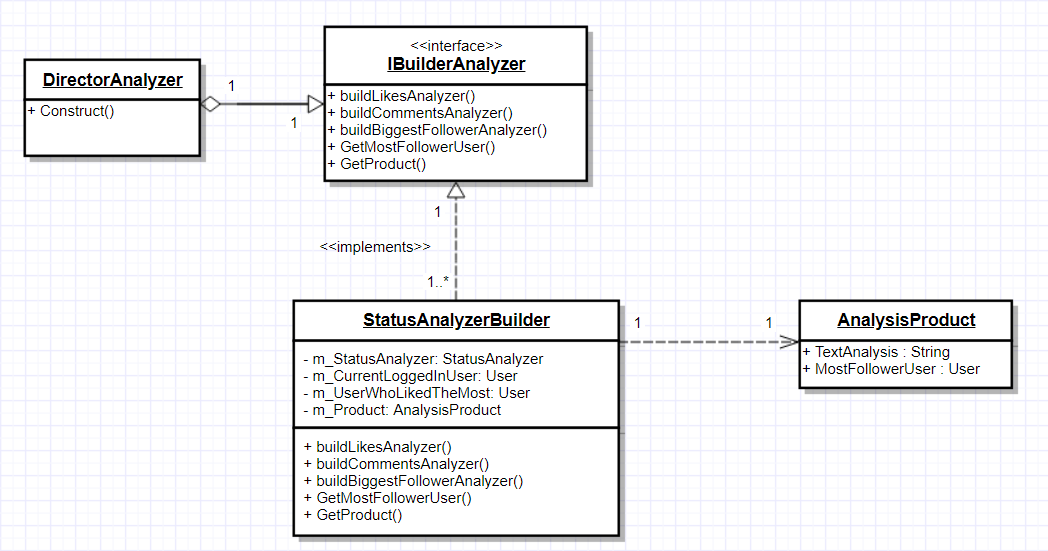 DirectorAnalyzer
+ Construct()
1
1
<<interface>>
IBuilderAnalyzer
+ buildLikesAnalyzer()
+ buildCommentsAnalyzer()
+ buildBiggestFollowerAnalyzer()
+ GetMostFollowerUser()
+ GetProduct()
1
<<implements>>
1..*
StatusAnalyzerBuilder
- m_StatusAnalyzer: StatusAnalyzer
- m_CurrentLoggedInUser: User
- m_UserWhoLikedTheMost: User
- m_Product: AnalysisProduct
+ buildLikesAnalyzer()
+ buildCommentsAnalyzer()
+ buildBiggestFollowerAnalyzer()
+ GetMostFollowerUser()
+ GetProduct()
1
1
AnalysisProduct
+ TextAnalysis : String
+ MostFollowerUser : User